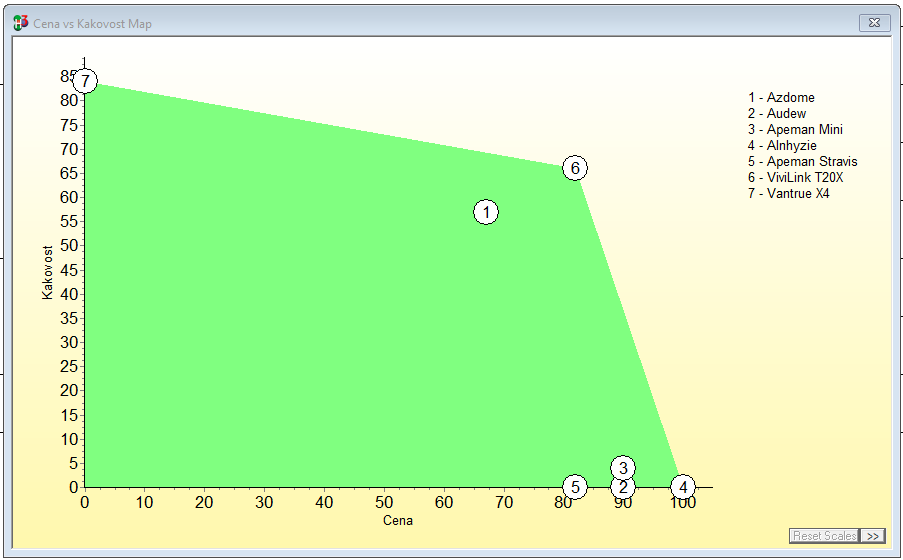 Cena vs Kakovost Map
85
80
75
70
65
60
55
50
45
40
35
30
25
20
15
10
5
0
Kakovost
7
6
1
3
5
2
4
0 10 20 30 40 50 60 70 80 90 100
Cena
1 - Azdome
2 - Audew
3 - Apeman Mini
4 - Alnhyzie
5 - Apeman Stravis
6 - ViviLink T20X
7 - Vantrue X4
Reset Scales >>